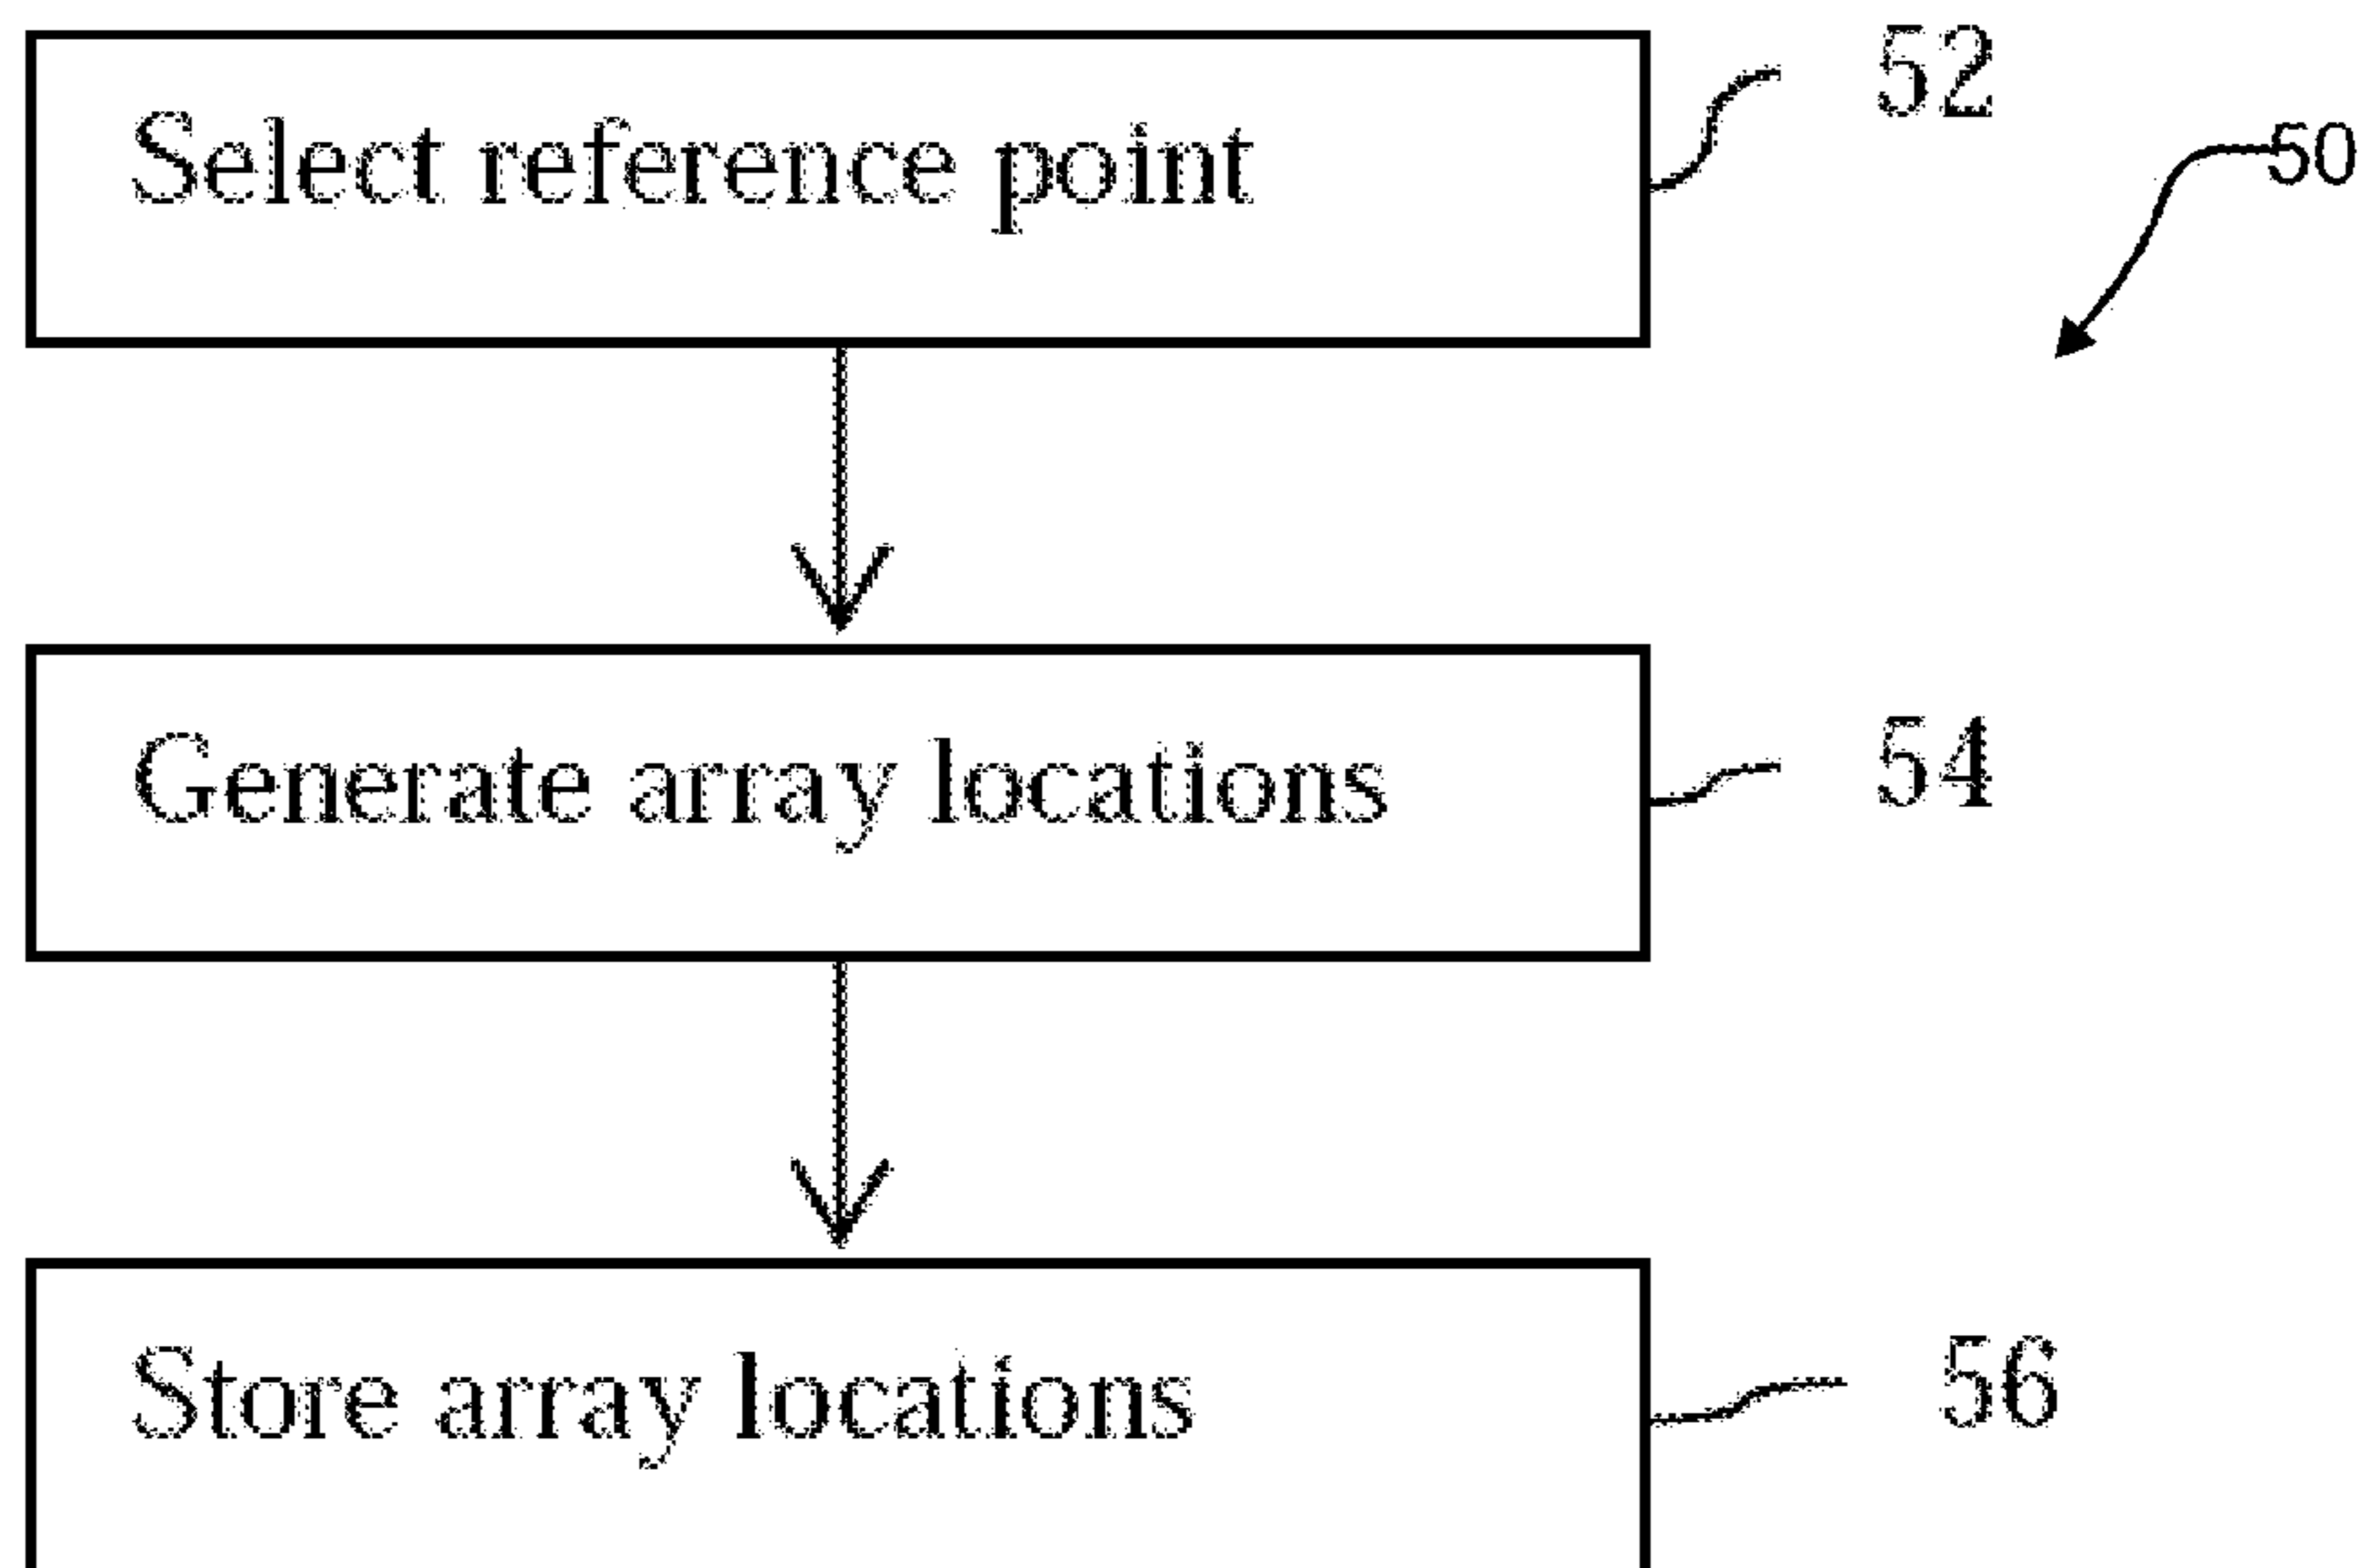 Select reference point
52
50
Generate array locations
54
Store array locations
56